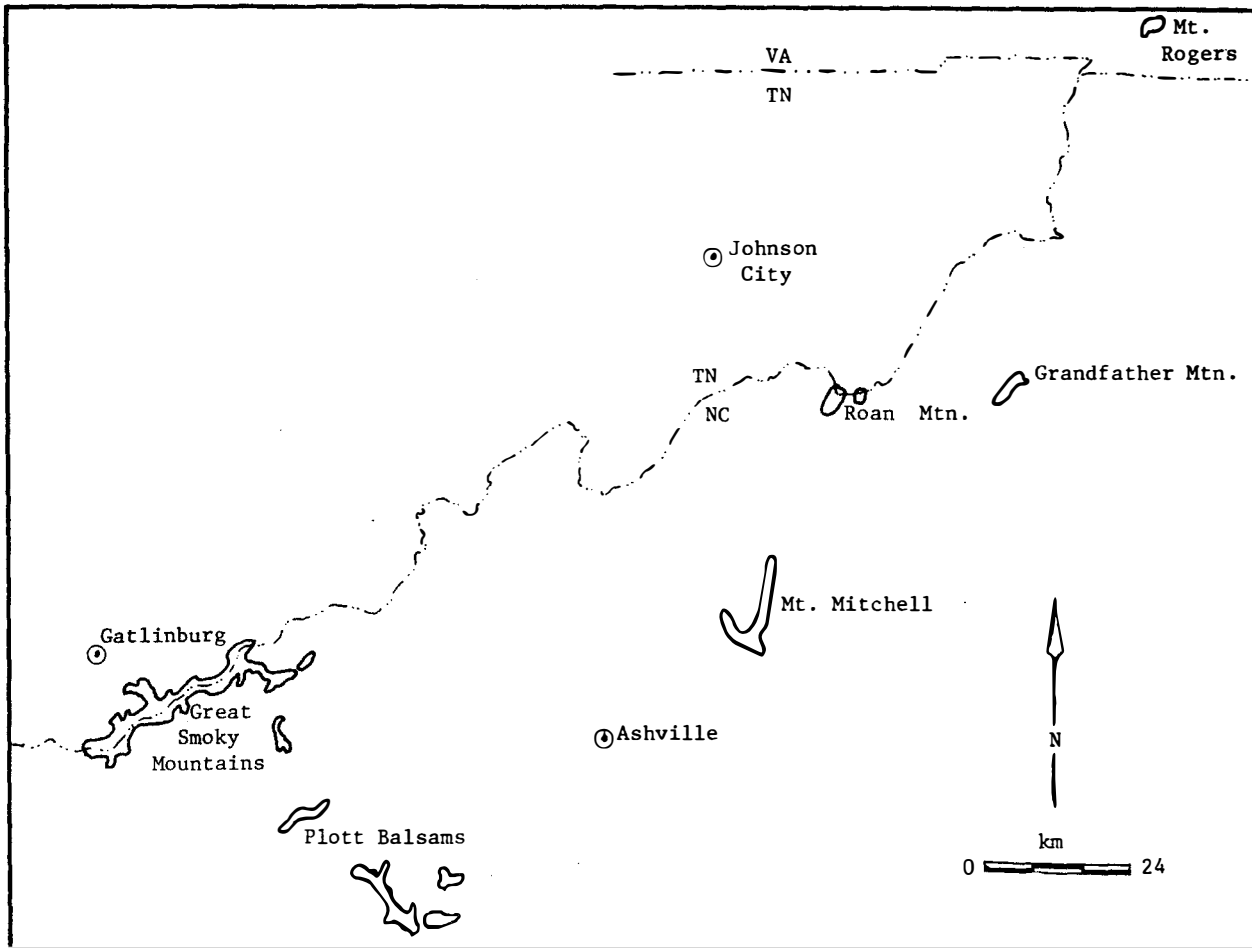 Mt.
Rogers
VA
TN
Johnson
City
TN
NC
Grandfather Mtn.
Roan Mtn.
Mt. Mitchell
Gatlinburg
Great
Smoky
Mountains
Ashville
N
Plott Balsams
km
0 24